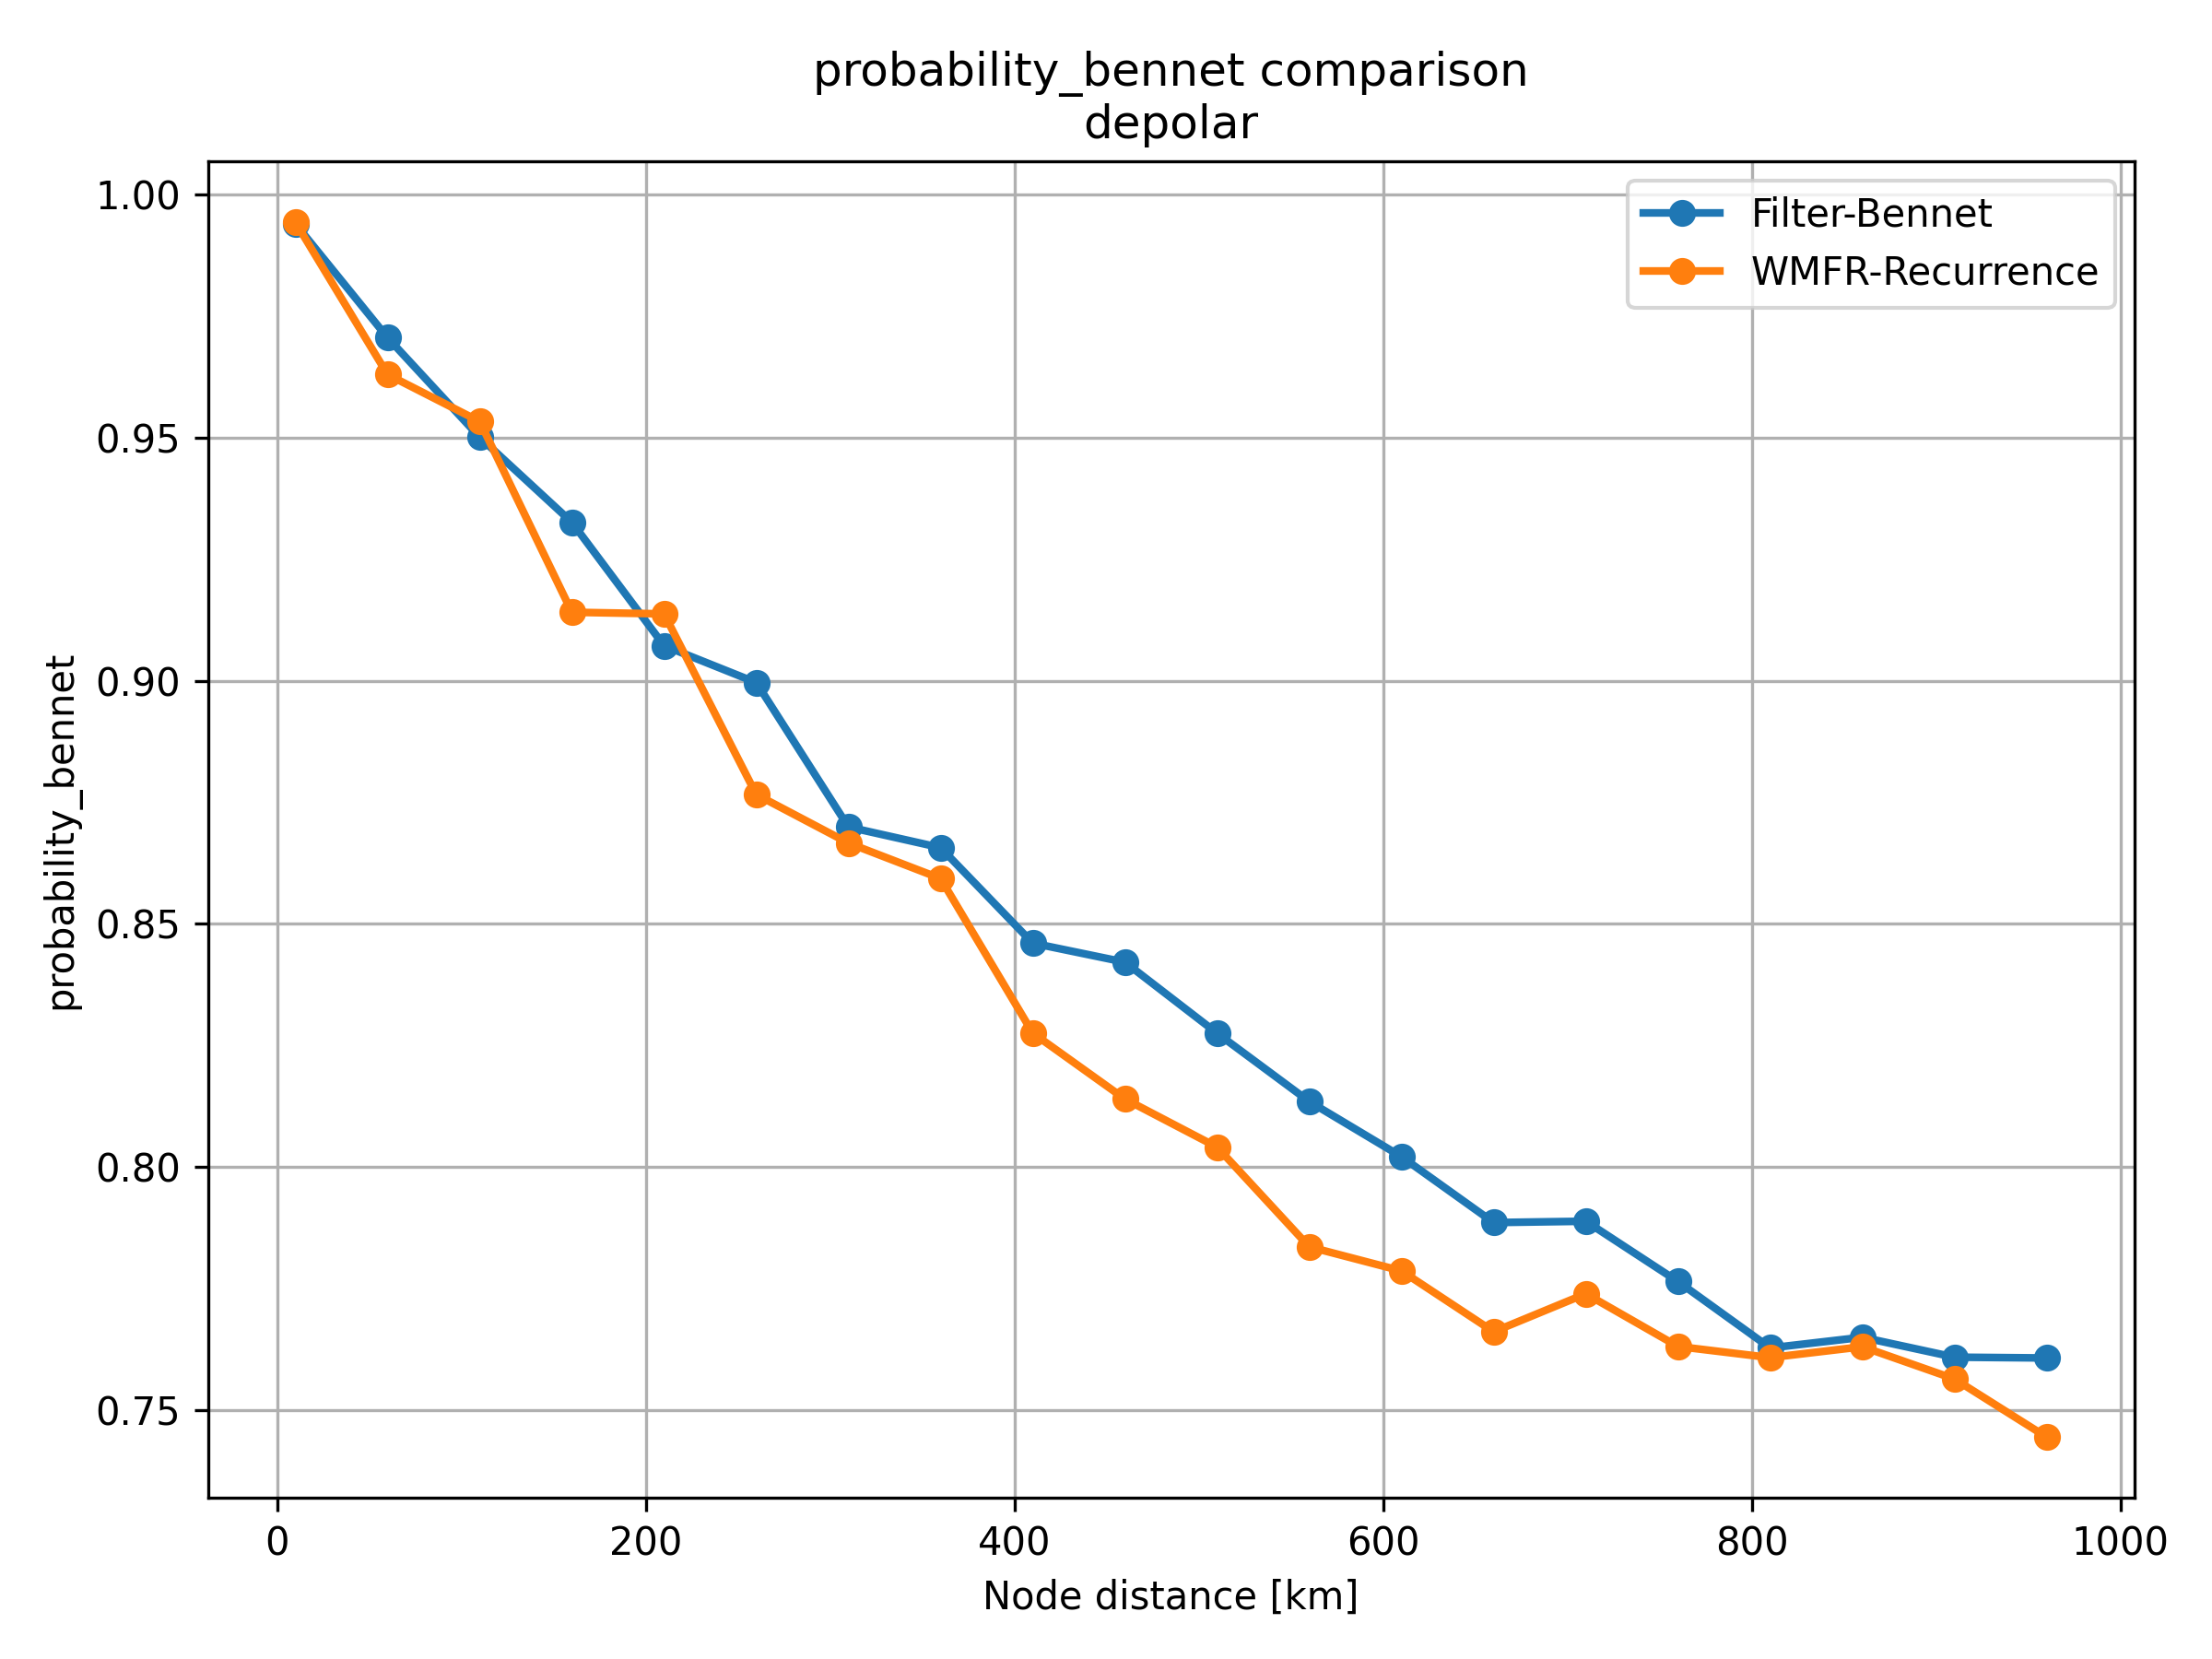 probability_bennet comparison
depolar
Filter-Bennet
WMFR-Recurrence
probability_bennet
1.00
0.95
0.90
0.85
0.80
0.75
0
200
400
600
800
1000
Node distance [km]